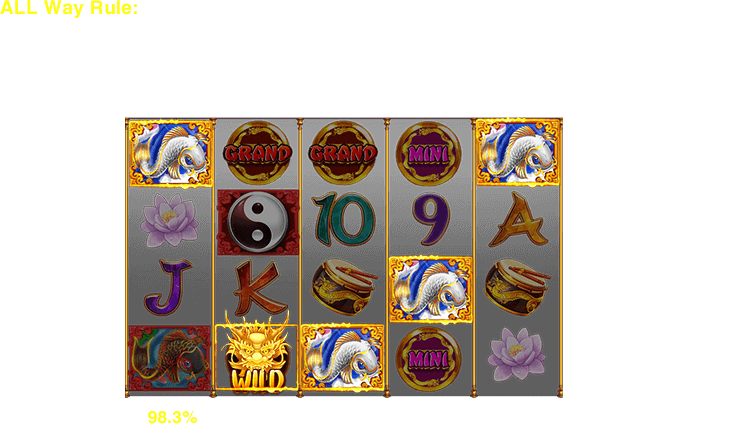 ALL Way Rule:
GRAND GRAND MINI
10 9 A
J K
WILD MINI
98.3%